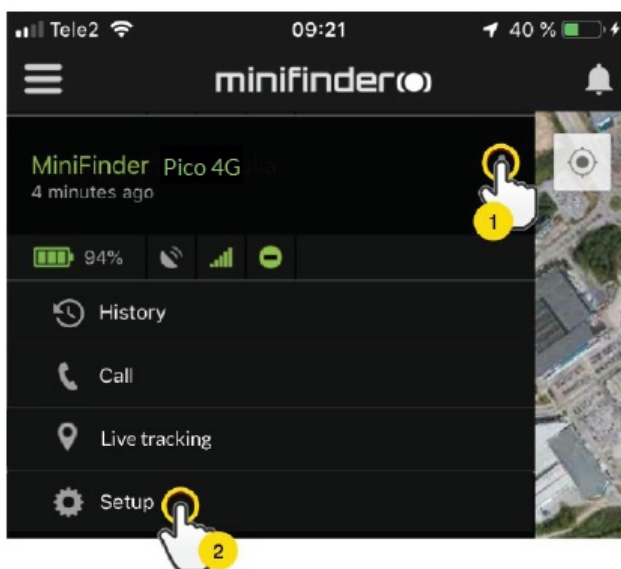 Tele2 09:21 40 %
minifinder
MiniFinder Pico 4G
4 minutes ago
1
94%
History
Call
Live tracking
Setup
2